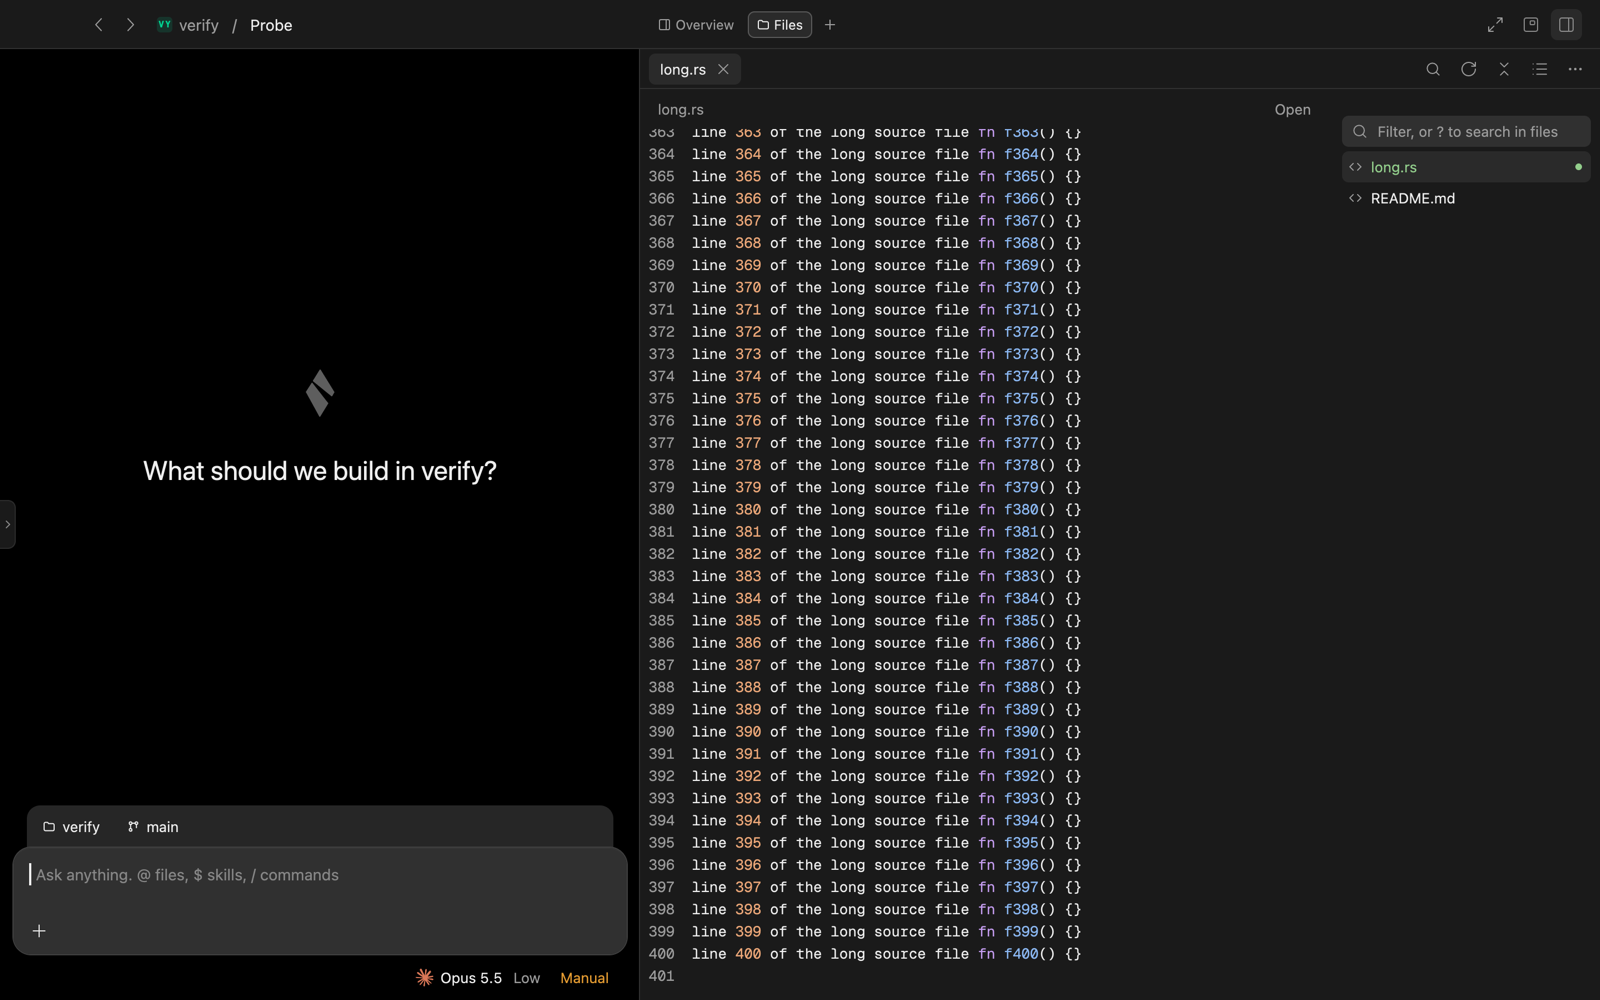 VY verify / Probe
Overview
Files
long.rs
long.rs
Open
363 line 363 of the long source file fn f363() {}
364 line 364 of the long source file fn f364() {}
365 line 365 of the long source file fn f365() {}
366 line 366 of the long source file fn f366() {}
367 line 367 of the long source file fn f367() {}
368 line 368 of the long source file fn f368() {}
369 line 369 of the long source file fn f369() {}
370 line 370 of the long source file fn f370() {}
371 line 371 of the long source file fn f371() {}
372 line 372 of the long source file fn f372() {}
373 line 373 of the long source file fn f373() {}
374 line 374 of the long source file fn f374() {}
375 line 375 of the long source file fn f375() {}
376 line 376 of the long source file fn f376() {}
377 line 377 of the long source file fn f377() {}
378 line 378 of the long source file fn f378() {}
379 line 379 of the long source file fn f379() {}
380 line 380 of the long source file fn f380() {}
381 line 381 of the long source file fn f381() {}
382 line 382 of the long source file fn f382() {}
383 line 383 of the long source file fn f383() {}
384 line 384 of the long source file fn f384() {}
385 line 385 of the long source file fn f385() {}
386 line 386 of the long source file fn f386() {}
387 line 387 of the long source file fn f387() {}
388 line 388 of the long source file fn f388() {}
389 line 389 of the long source file fn f389() {}
390 line 390 of the long source file fn f390() {}
391 line 391 of the long source file fn f391() {}
392 line 392 of the long source file fn f392() {}
393 line 393 of the long source file fn f393() {}
394 line 394 of the long source file fn f394() {}
395 line 395 of the long source file fn f395() {}
396 line 396 of the long source file fn f396() {}
397 line 397 of the long source file fn f397() {}
398 line 398 of the long source file fn f398() {}
399 line 399 of the long source file fn f399() {}
400 line 400 of the long source file fn f400() {}
401
Filter, or ? to search in files
long.rs
README.md
What should we build in verify?
verify
main
Ask anything. @ files, $ skills, / commands
Opus 5.5 Low Manual